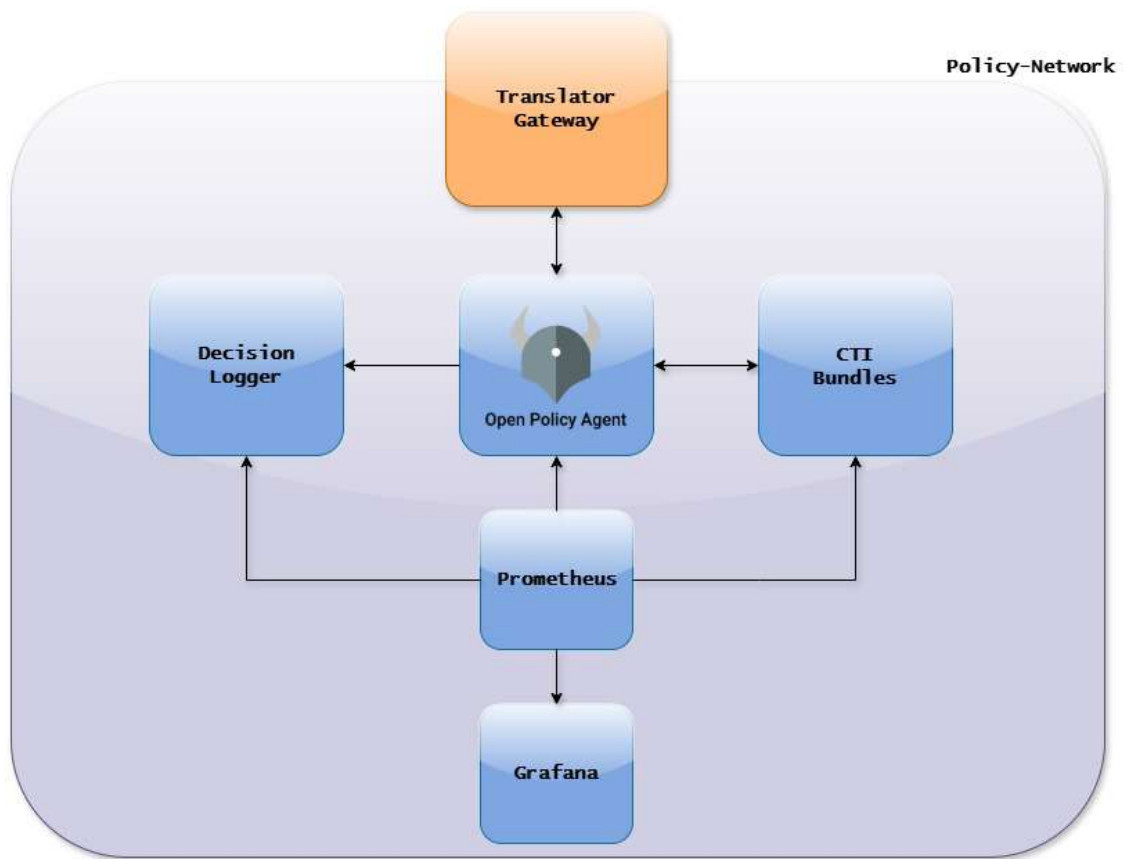 Policy-Network
Translator
Gateway
Decision
Logger
Open Policy Agent
CTI
Bundles
Prometheus
Grafana